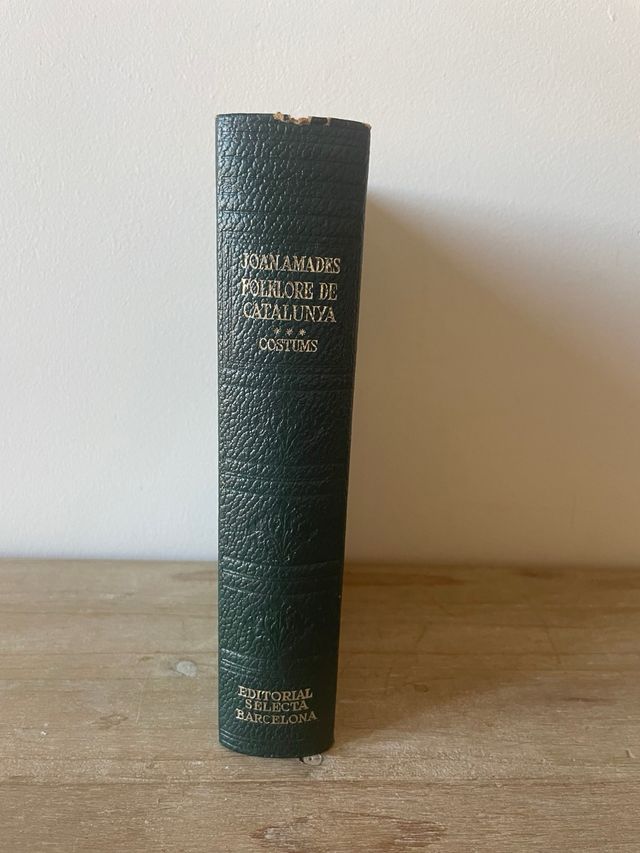 JOAN AMADES
FOLKLORE DE
CATALUNYA
***
COSTUMS
EDITORIAL
SELECTA
BARCELONA